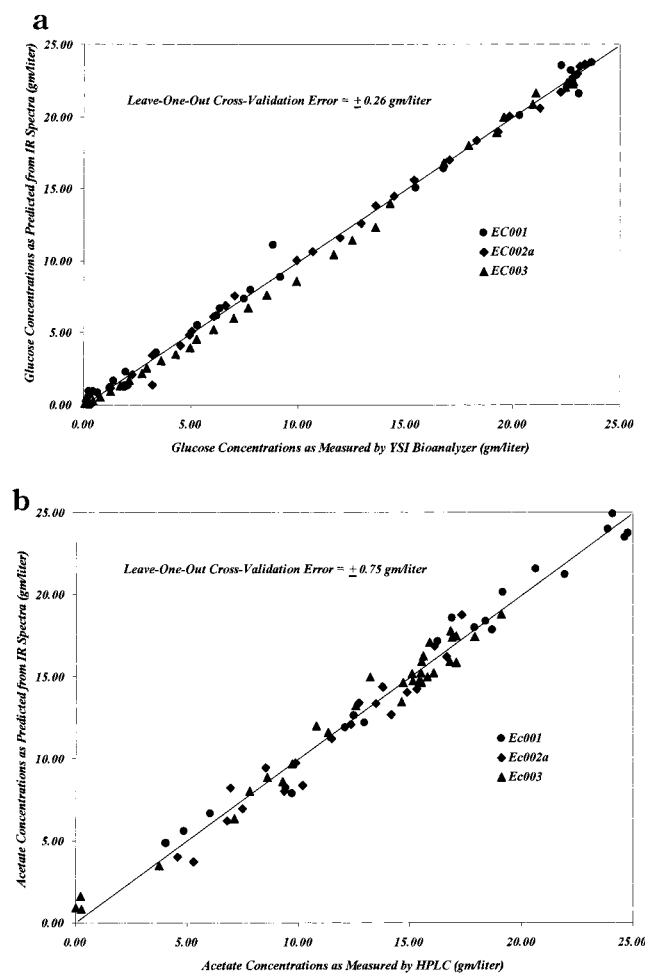 a
25.00
Leave-One-Out Cross-Validation Error = ± 0.26 gm/liter
20.00
15.00
EC001
EC002a
EC003
10.00
5.00
0.00
Glucose Concentrations as Predicted from IR Spectra (gm/liter)
0.00 5.00 10.00 15.00 20.00 25.00
Glucose Concentrations as Measured by YSI Bioanalyzer (gm/liter)
b
25.00
Leave-One-Out Cross-Validation Error = ± 0.75 gm/liter
20.00
15.00
Ec001
Ec002a
Ec003
10.00
5.00
0.00
Acetate Concentrations as Predicted from IR Spectra (gm/liter)
0.00 5.00 10.00 15.00 20.00 25.00
Acetate Concentrations as Measured by HPLC (gm/liter)